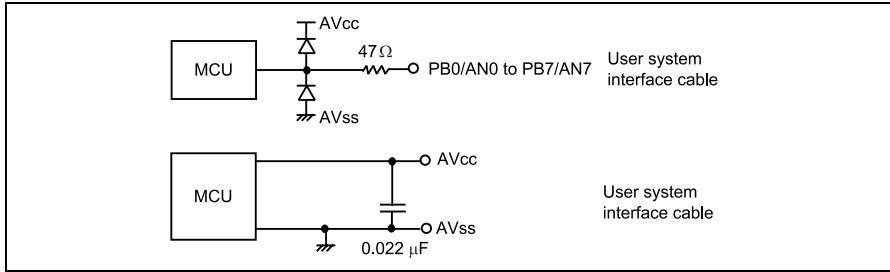 AVcc
47Ω
MCU
PB0/AN0 to PB7/AN7
User system
interface cable
AVss
AVcc
MCU
User system
interface cable
AVss
0.022 μF